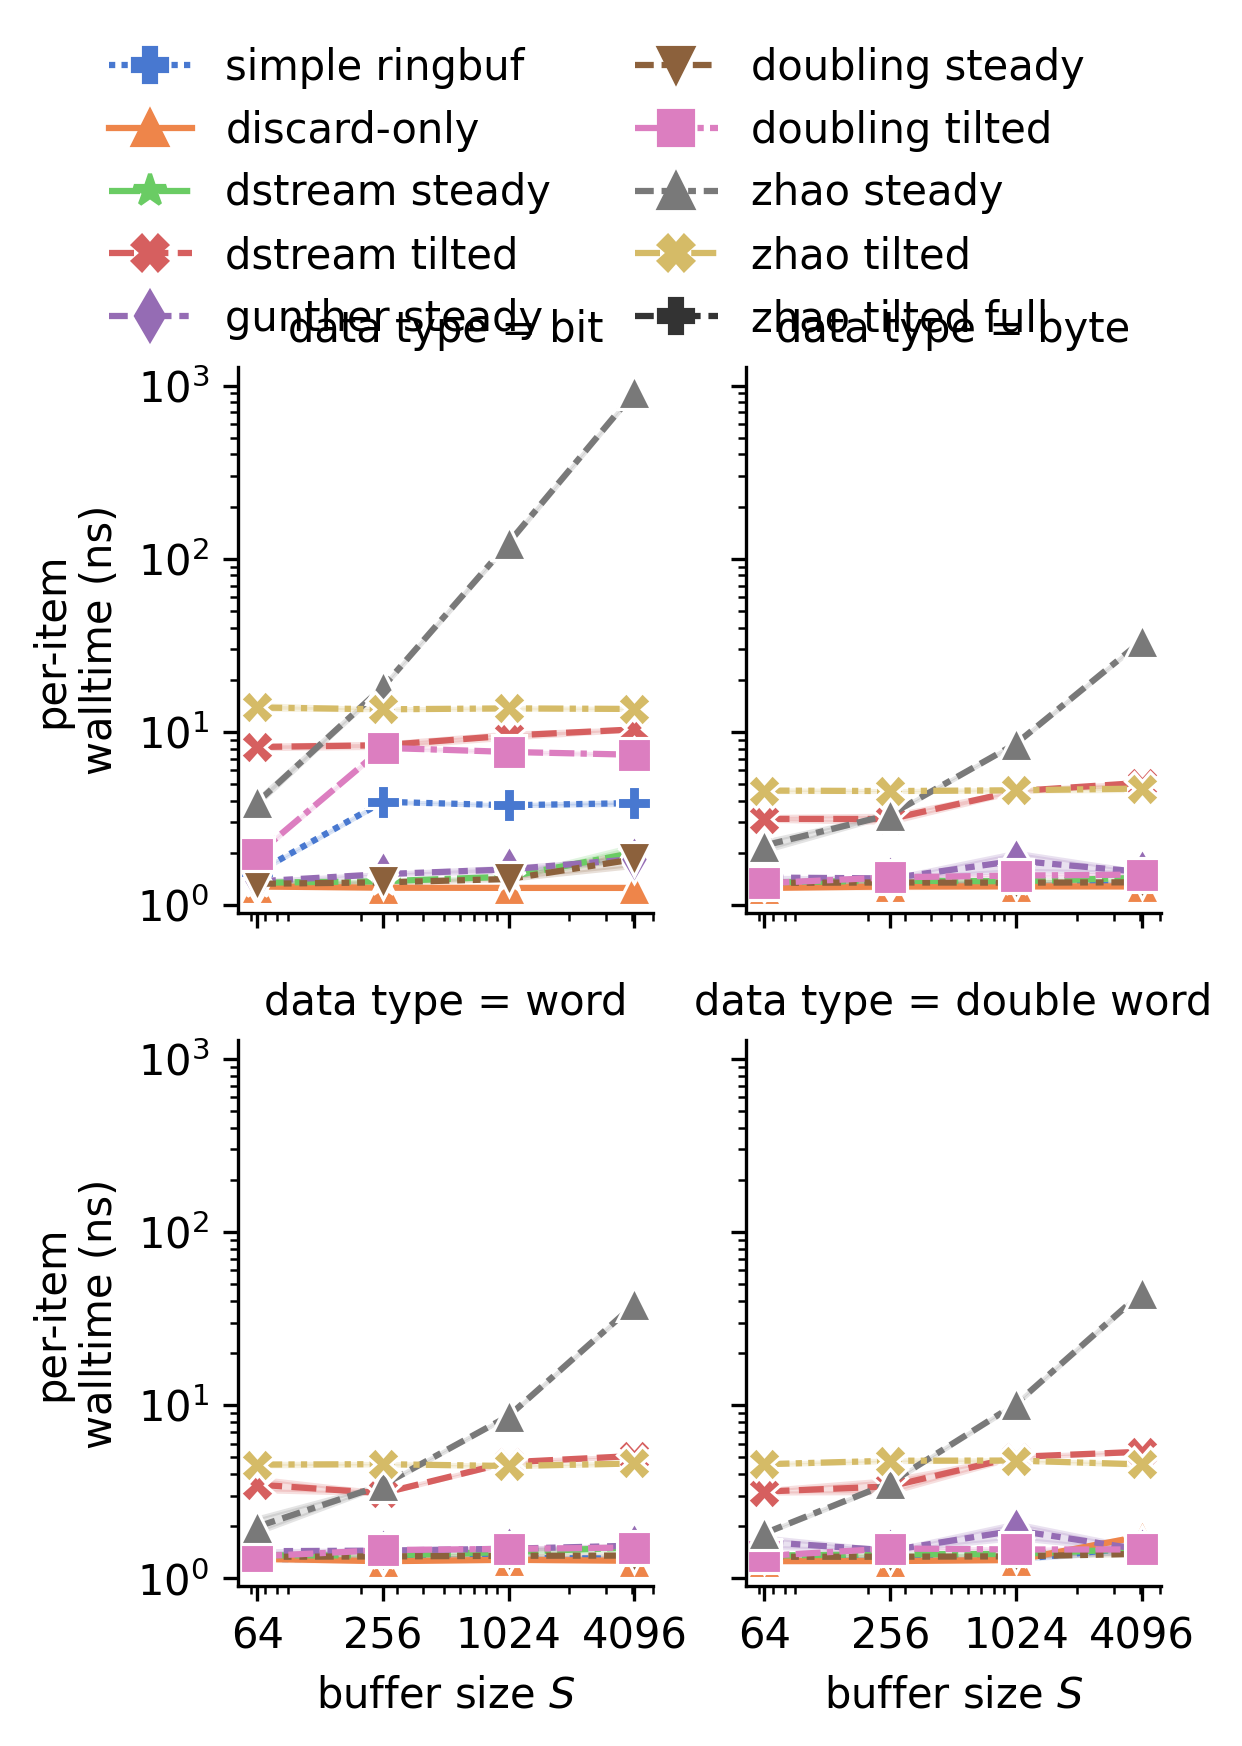 simple ringbuf
discard-only
dstream steady
dstream tilted
gunther steady
doubling steady
doubling tilted
zhao steady
zhao tilted
zhao tilted full
data type = bit
data type = byte
per-item
walltime (ns)
10³
10²
10¹
10⁰
data type = word
data type = double word
per-item
walltime (ns)
10³
10²
10¹
10⁰
64 256 1024 4096
64 256 1024 4096
buffer size S
buffer size S